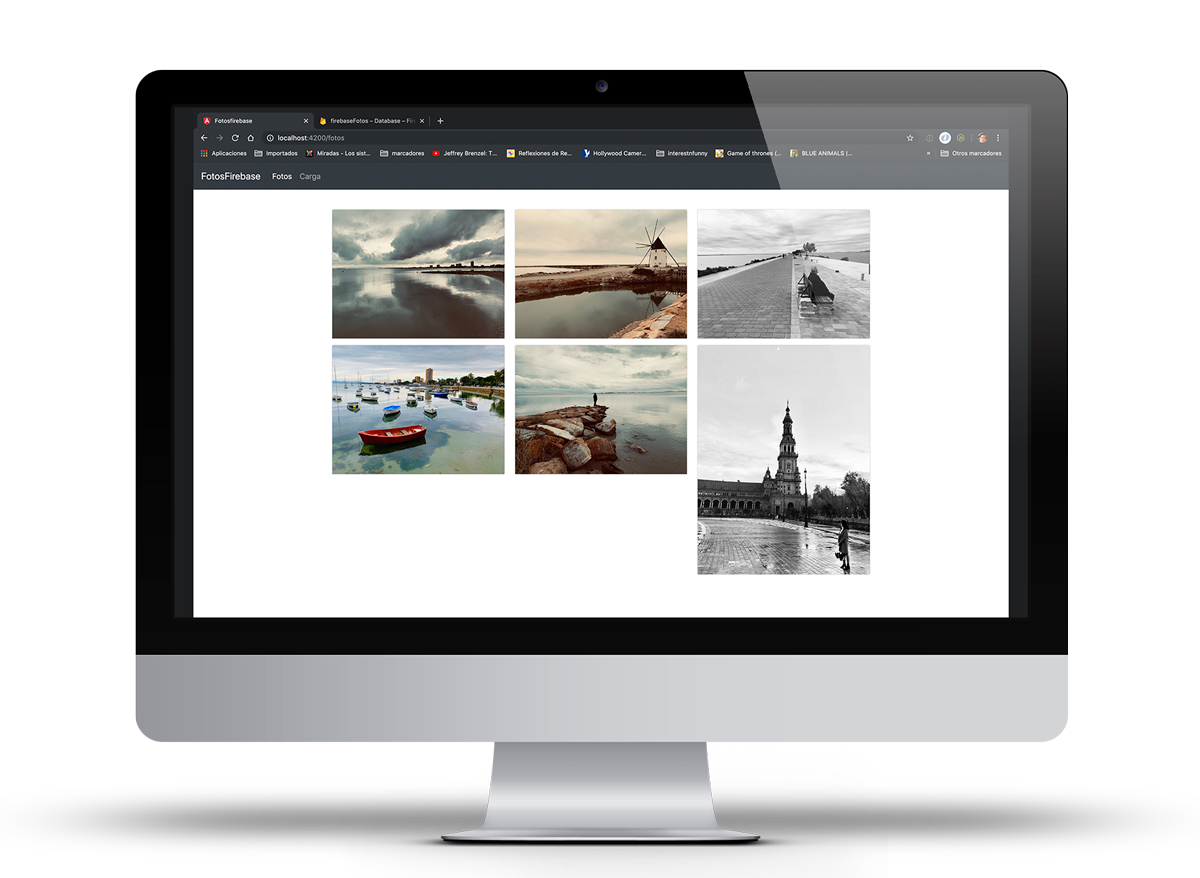 Fotosfirebase
firebaseFotos – Database – Fir
localhost:4200/fotos
Aplicaciones Importados Miradas - Los sist... marcadores Jeffrey Brenzel: T... Reflexiones de Re... Hollywood Camer... interestnfunny Game of thrones (... BLUE ANIMALS |... » Otros marcadores
FotosFirebase Fotos Carga